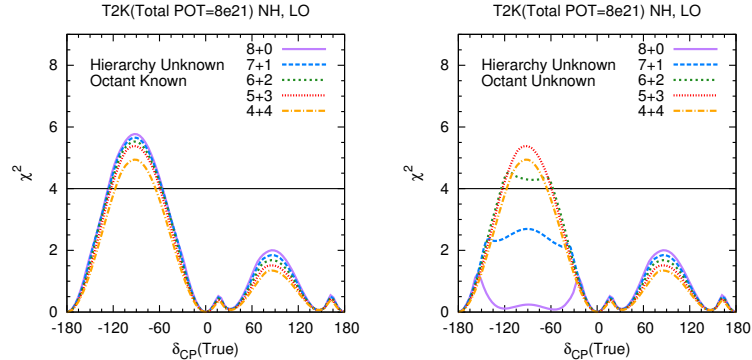 T2K(Total POT=8e21) NH, LO
Hierarchy Unknown
Octant Known
8+0
7+1
6+2
5+3
4+4
χ²
8
6
4
2
0
-180 -120 -60 0 60 120 180
δCP(True)
T2K(Total POT=8e21) NH, LO
Hierarchy Unknown
Octant Unknown
8+0
7+1
6+2
5+3
4+4
χ²
8
6
4
2
0
-180 -120 -60 0 60 120 180
δCP(True)